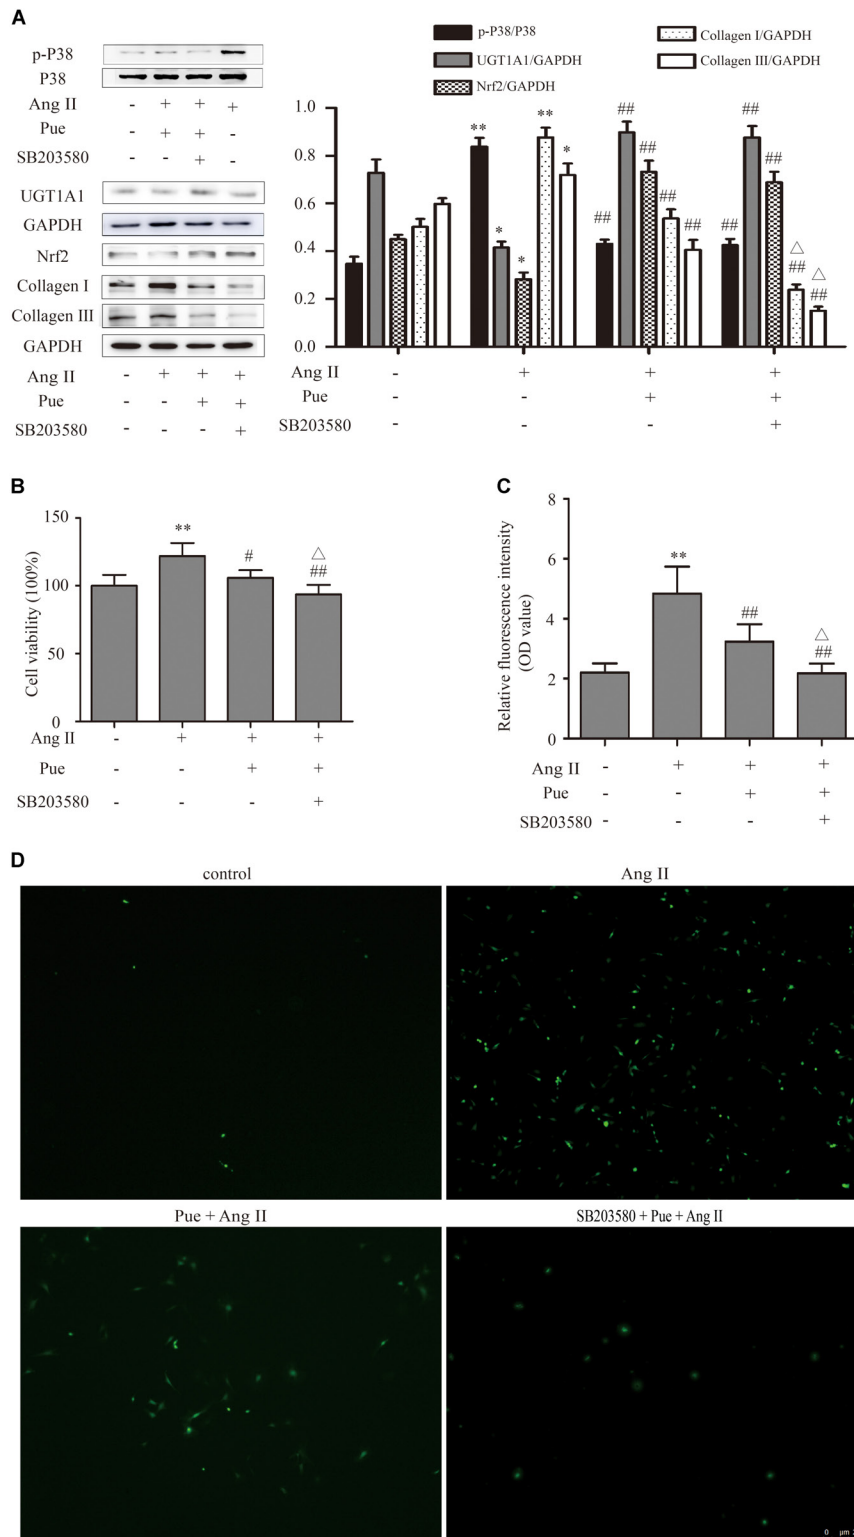 A
p-P38
P38
Ang II - + + +
Pue - + + -
SB203580 - - + -
UGT1A1
GAPDH
Nrf2
Collagen I
Collagen III
GAPDH
Ang II - + + +
Pue - - + +
SB203580 - - - +
p-P38/P38
UGT1A1/GAPDH
Nrf2/GAPDH
Collagen I/GAPDH
Collagen III/GAPDH
1.0
0.8
0.6
0.4
0.2
0.0
** * * ** *
## ## ## ## ##
## ## ## △ ## △ ##
Ang II - + + +
Pue - - + +
SB203580 - - - +
B
Cell viability (100%)
150
100
50
0
** # △ ##
Ang II - + + +
Pue - - + +
SB203580 - - - +
C
Relative fluorescence intensity
(OD value)
8
6
4
2
0
** ## △ ##
Ang II - + + +
Pue - - + +
SB203580 - - - +
D
control
Ang II
Pue + Ang II
SB203580 + Pue + Ang II
0 µm